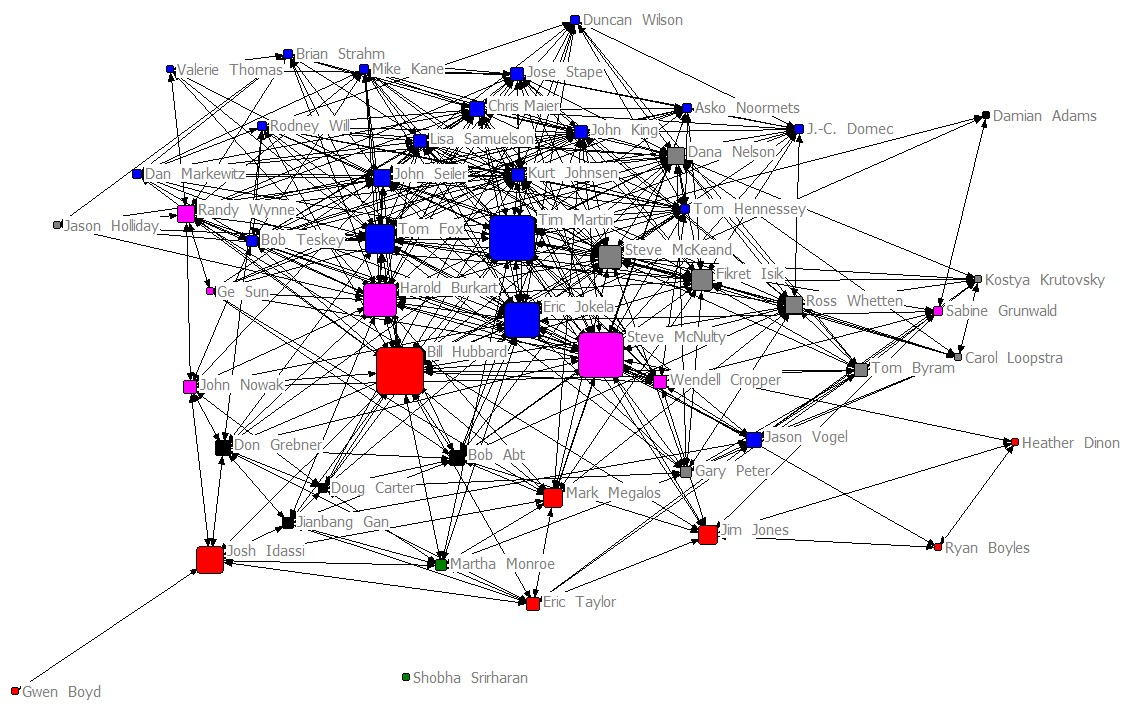 Duncan Wilson
Brian Strahm
Valerie Thomas
Mike Kane
Jose Stape
Chris Maier
Asko Noormets
Damian Adams
Rodney Will
John King
J.-C. Domec
Lisa Samuelson
Dana Nelson
Dan Markewitz
John Seiler
Kurt Johnsen
Randy Wynne
Tom Hennessey
Jason Holliday
Tom Fox
Tim Martin
Bob Teskey
Steve McKeand
Fikret Isik
Kostya Krutovsky
Ge Sun
Harold Burkart
Ross Whetten
Eric Jokela
Sabine Grunwald
Steve McNulty
Bill Hubbard
Carol Loopstra
Tom Byram
John Nowak
Wendell Cropper
Jason Vogel
Heather Dinon
Don Grebner
Bob Abt
Gary Peter
Doug Carter
Mark Megalos
Jianbang Gan
Jim Jones
Josh Idassi
Ryan Boyles
Martha Monroe
Eric Taylor
Shobha Srirharan
Gwen Boyd